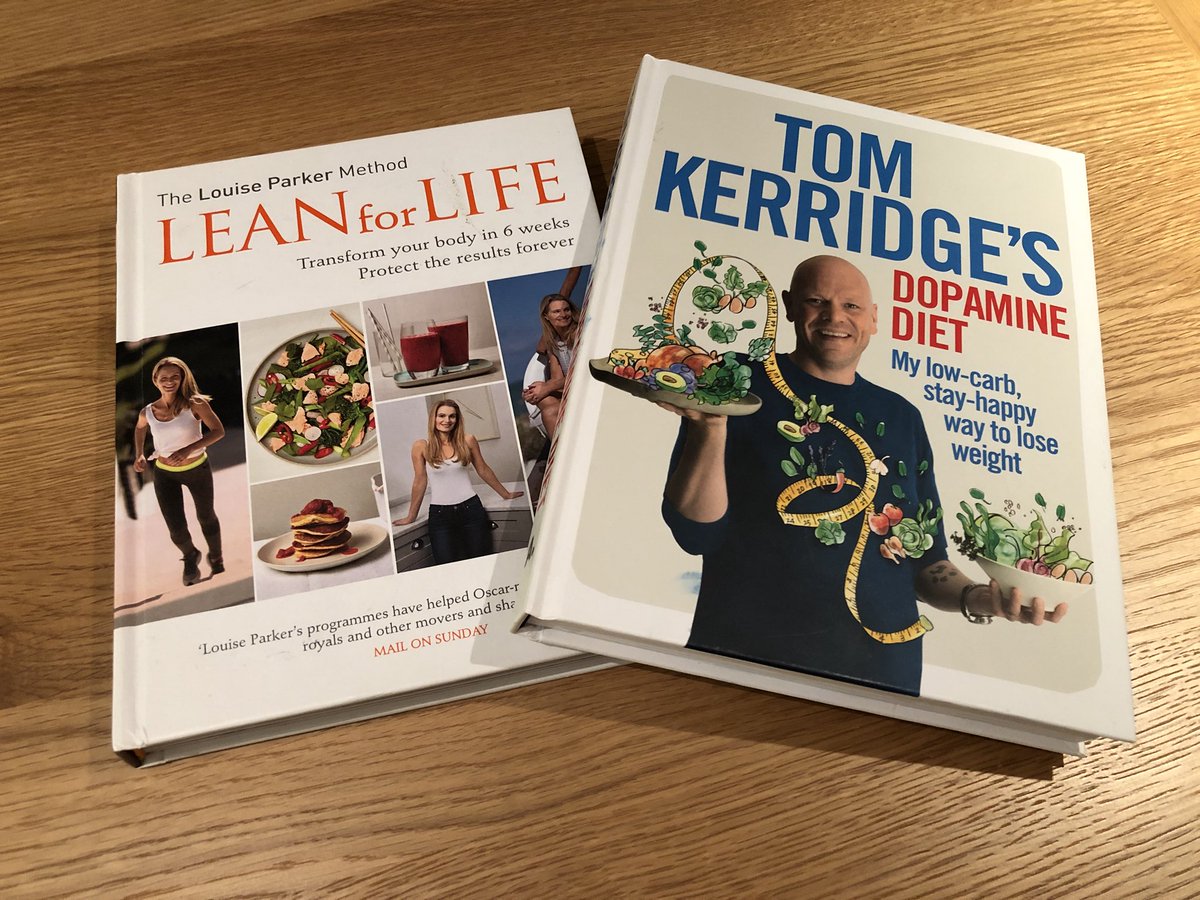 The Louise Parker Method
LEAN for LIFE
Transform your body in 6 weeks
Protect the results forever
'Louise Parker's programmes have helped Oscar-
royals and other movers and
MAIL ON SUNDAY
TOM
KERRIDGE'S
DOPAMINE
DIET
My low-carb,
stay-happy
way to lose
weight